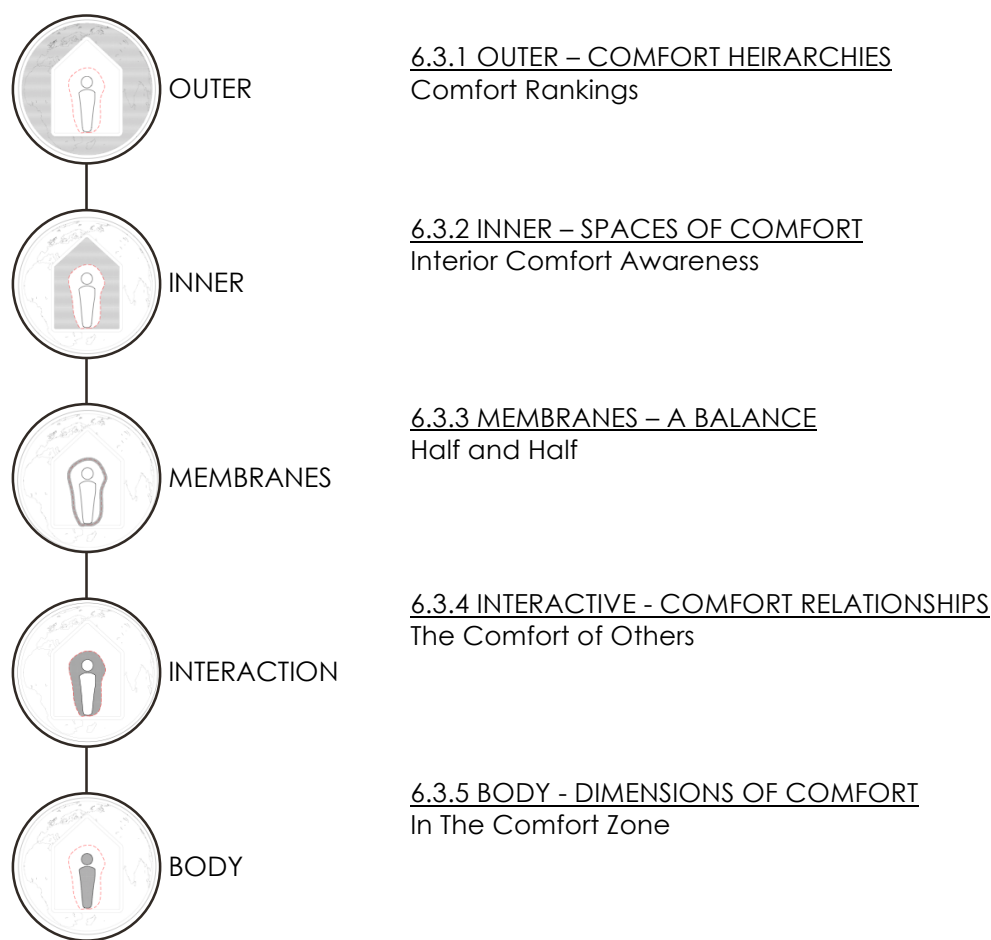 OUTER
6.3.1 OUTER – COMFORT HEIRARCHIES
Comfort Rankings
INNER
6.3.2 INNER – SPACES OF COMFORT
Interior Comfort Awareness
MEMBRANES
6.3.3 MEMBRANES – A BALANCE
Half and Half
INTERACTION
6.3.4 INTERACTIVE - COMFORT RELATIONSHIPS
The Comfort of Others
BODY
6.3.5 BODY - DIMENSIONS OF COMFORT
In The Comfort Zone